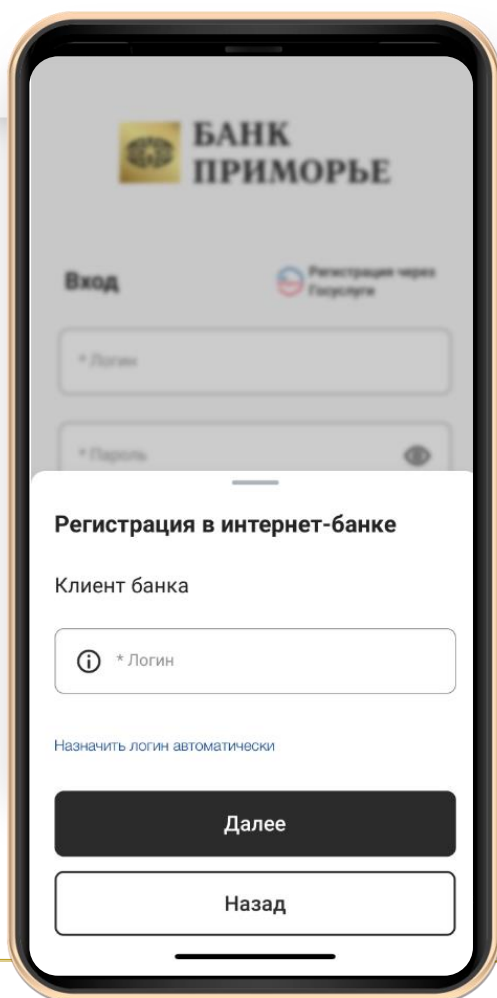 БАНК
ПРИМОРЬЕ
Вход
Регистрация через
Госуслуги
* Логин
* Пароль
Регистрация в интернет-банке
Клиент банка
* Логин
Назначить логин автоматически
Далее
Назад